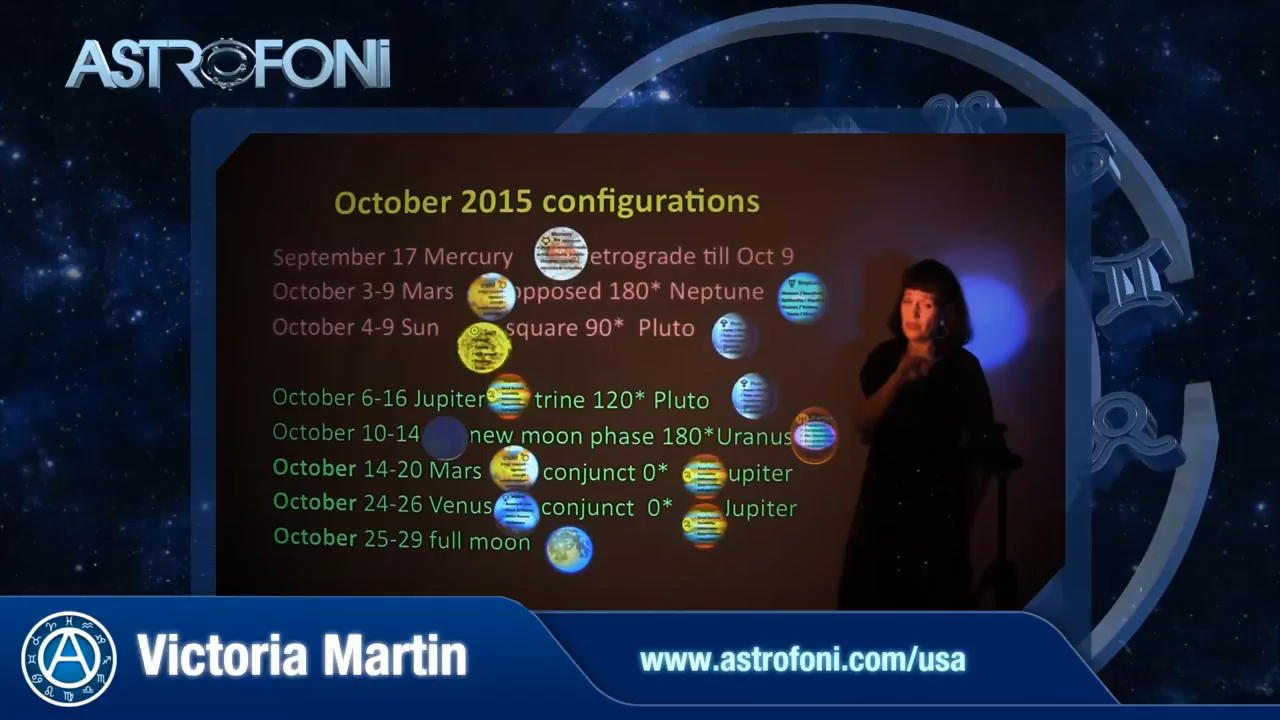 ASTROFONi
October 2015 configurations
September 17 Mercury etrograde till Oct 9
October 3-9 Mars opposed 180* Neptune
October 4-9 Sun square 90* Pluto
October 6-16 Jupiter trine 120* Pluto
October 10-14 new moon phase 180*Uranus
October 14-20 Mars conjunct 0* upiter
October 24-26 Venus conjunct 0* Jupiter
October 25-29 full moon
Victoria Martin
www.astrofoni.com/usa